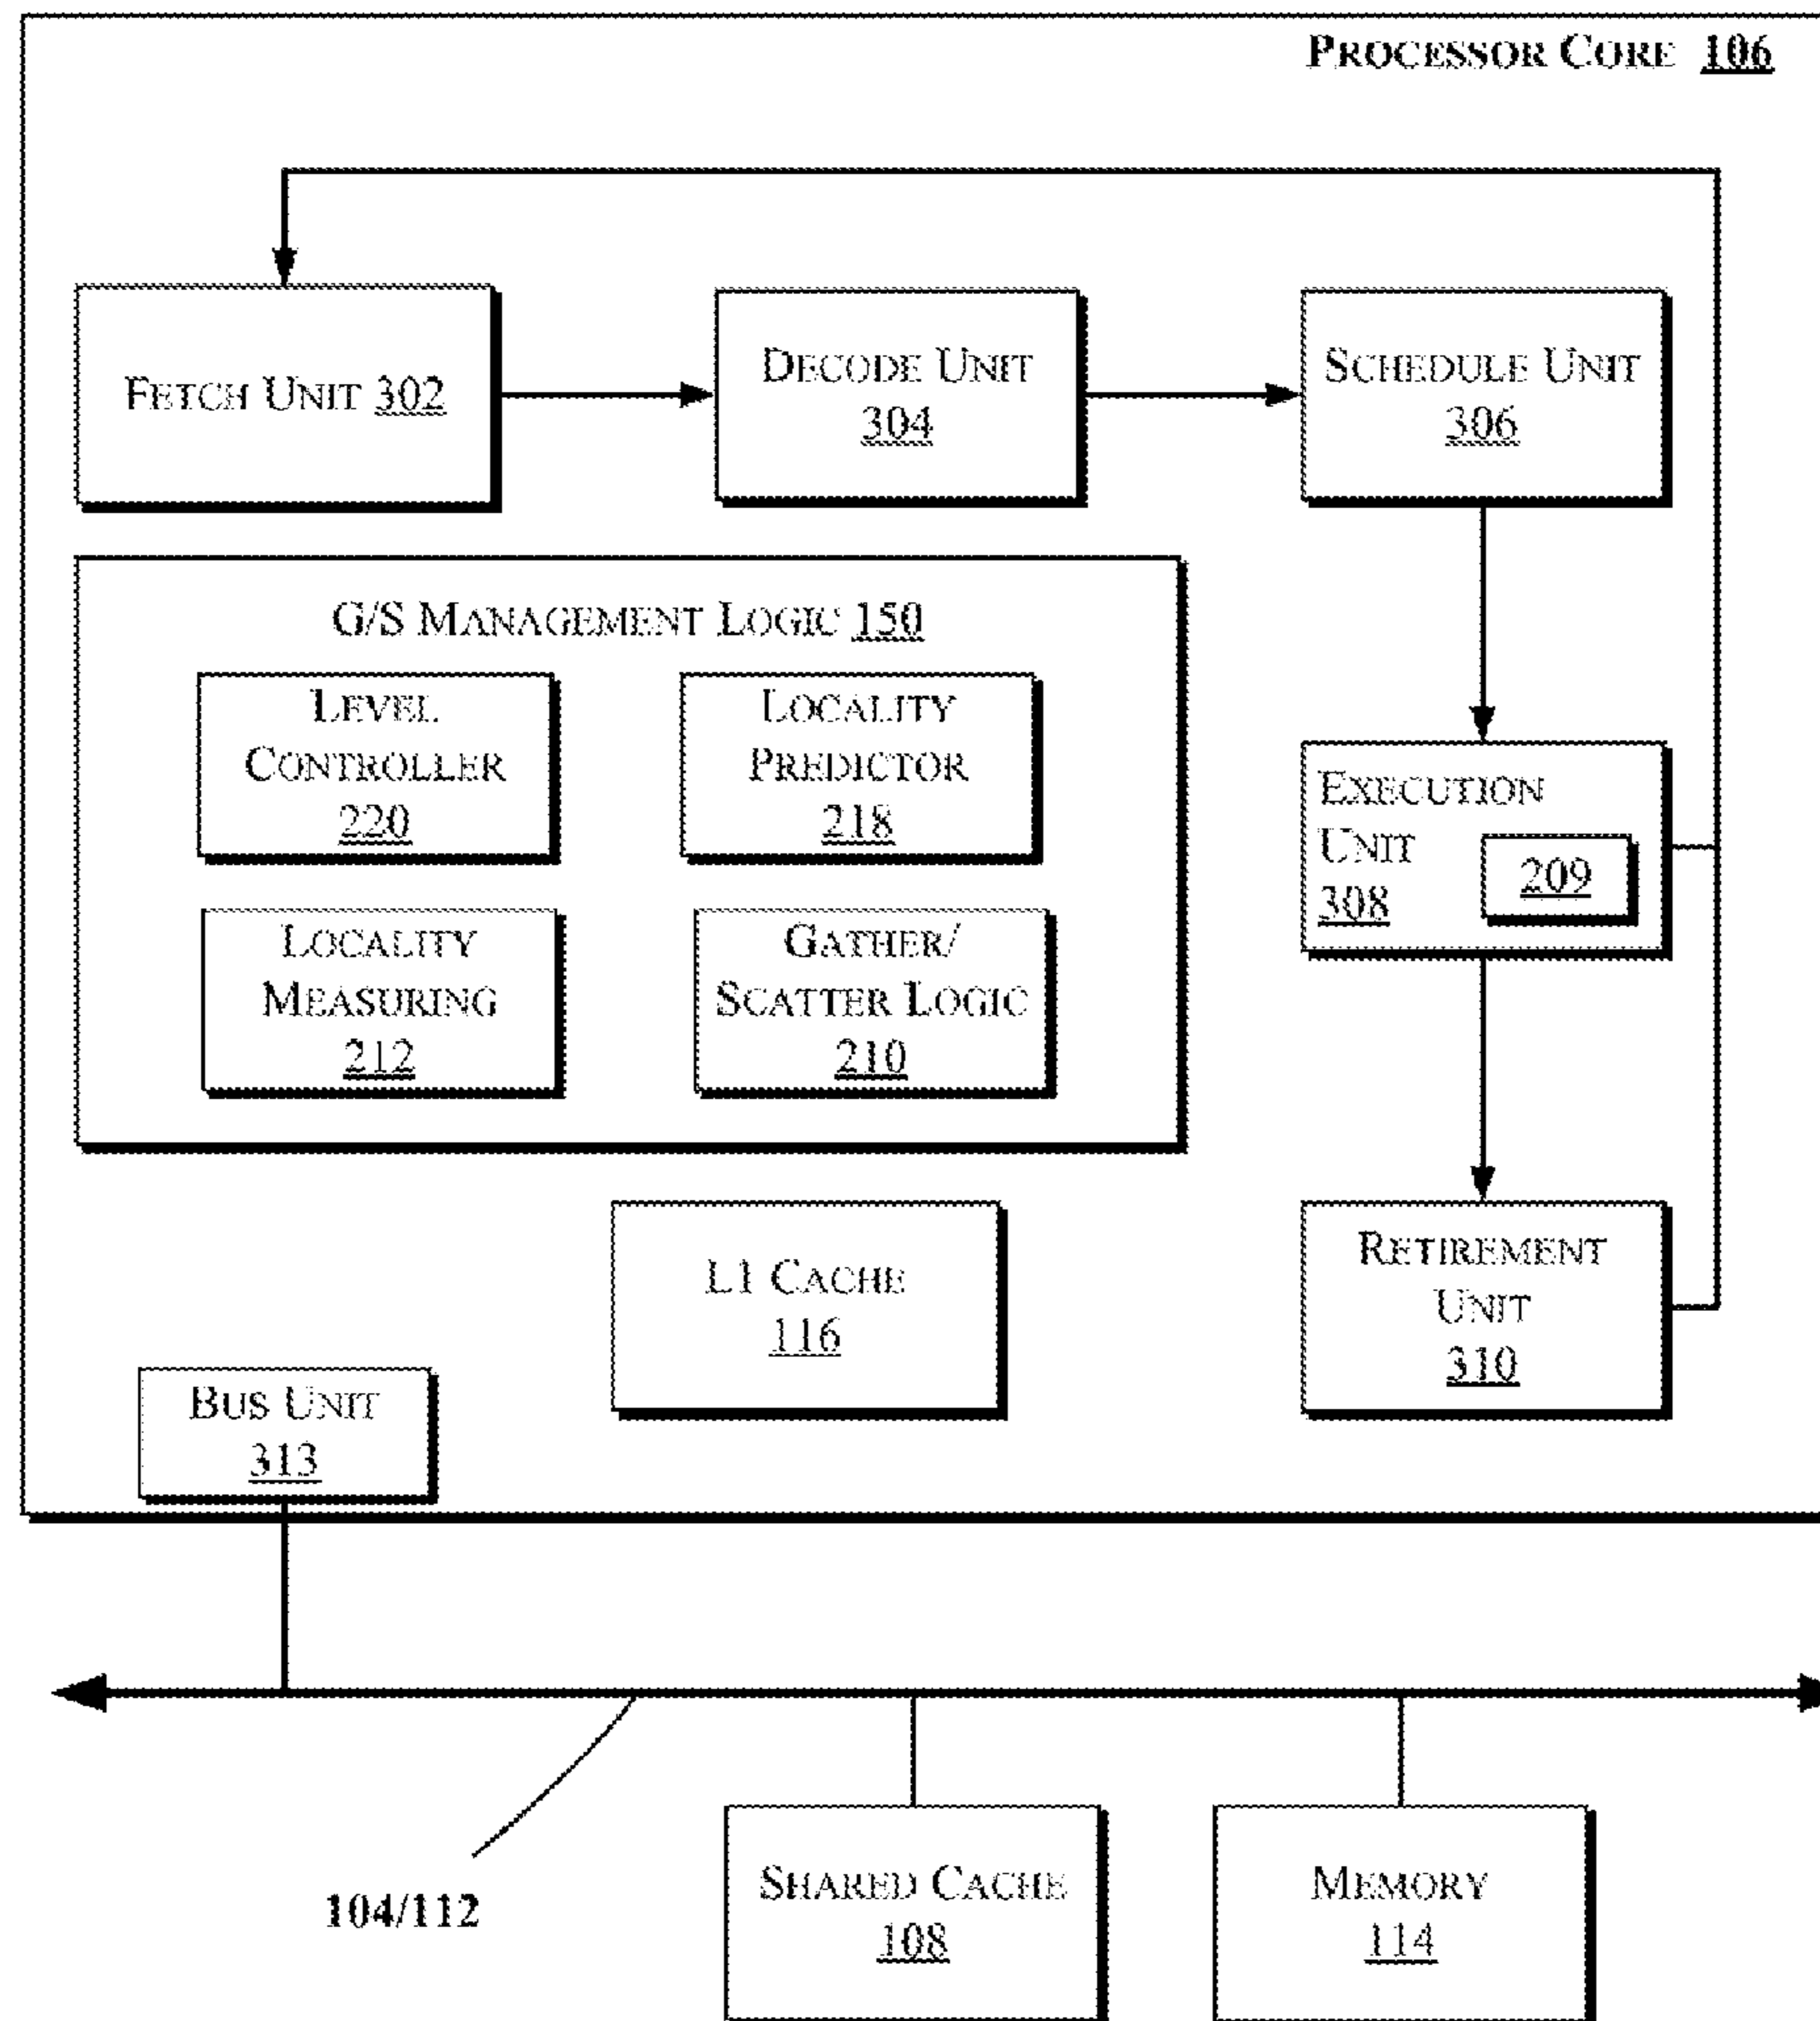 PROCESSOR CORE 106
FETCH UNIT 302
DECODE UNIT
304
SCHEDULE UNIT
306
G/S MANAGEMENT LOGIC 150
LEVEL
CONTROLLER
220
LOCALITY
PREDICTOR
218
LOCALITY
MEASURING
212
GATHER/
SCATTER LOGIC
210
EXECUTION
UNIT
308
209
L1 CACHE
116
RETIREMENT
UNIT
310
BUS UNIT
313
104/112
SHARED CACHE
108
MEMORY
114